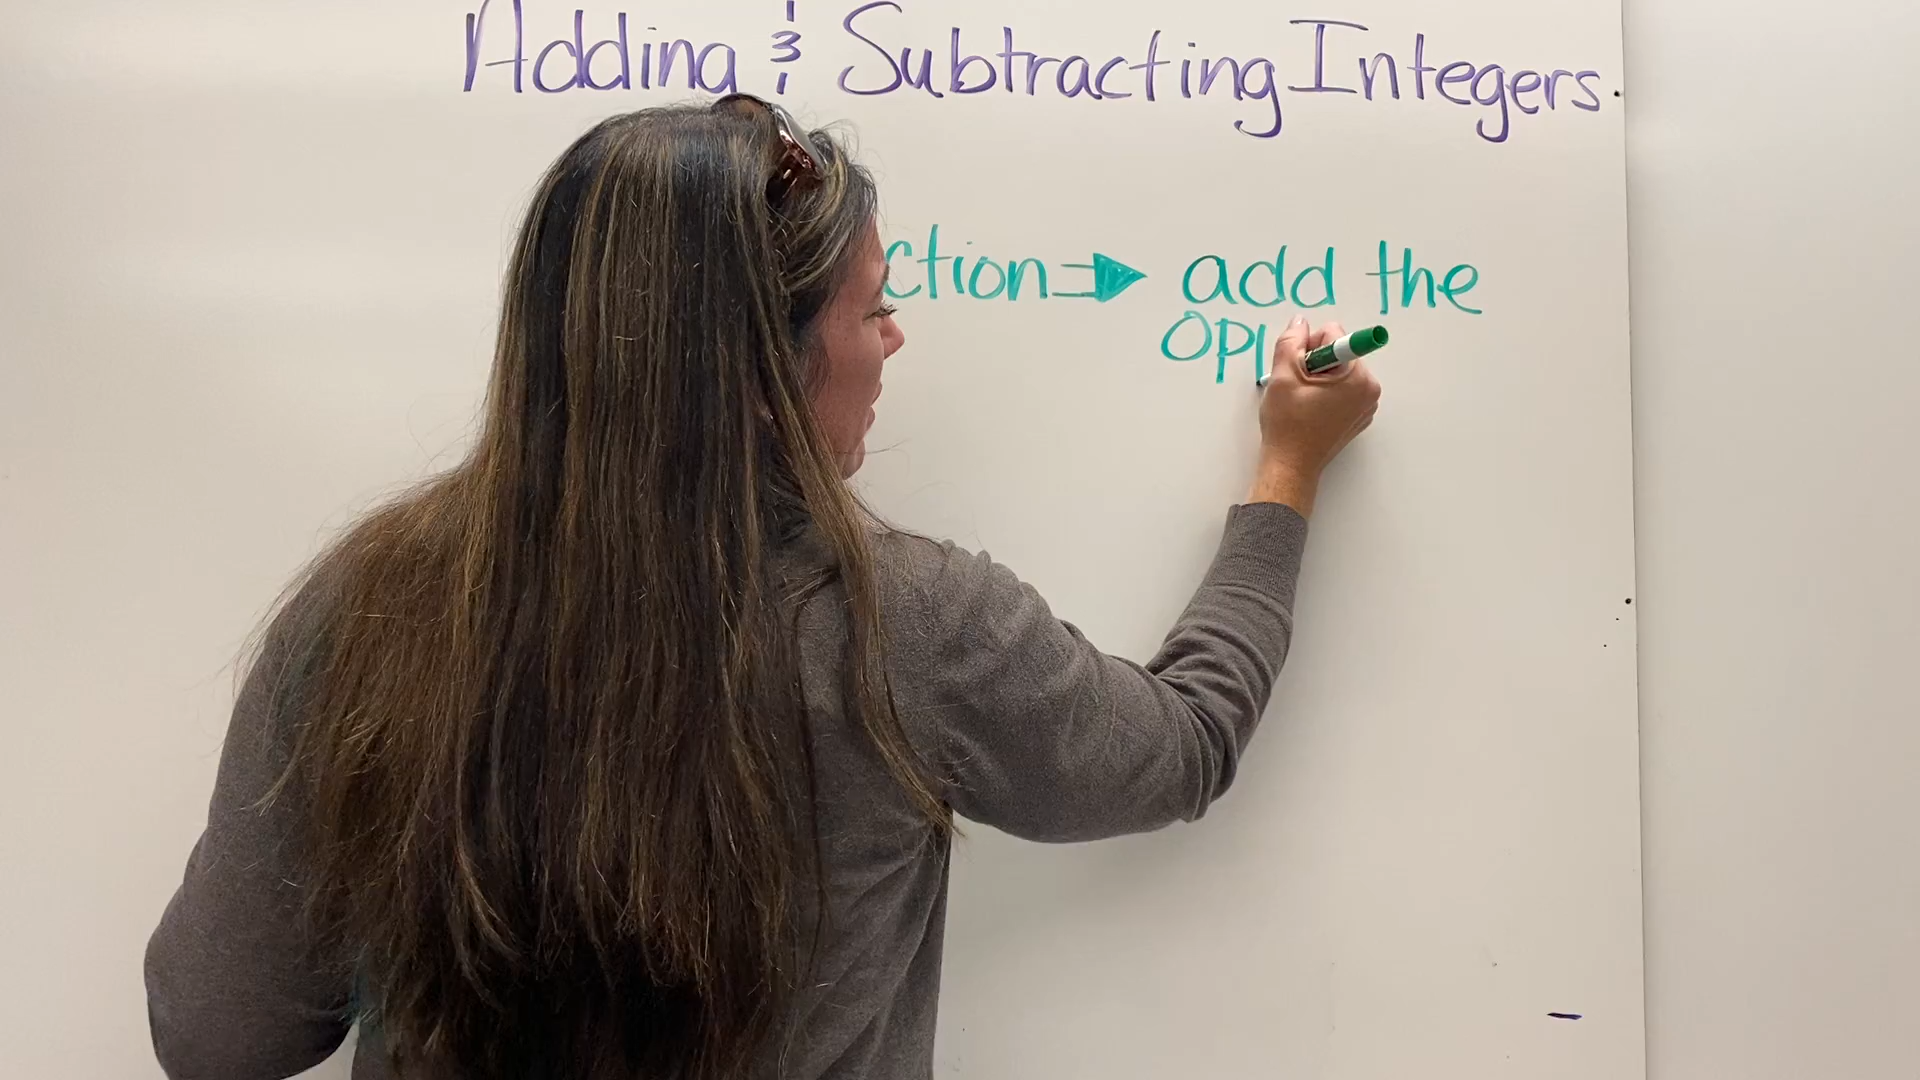 Adding & Subtracting Integers
ction → add the
opp